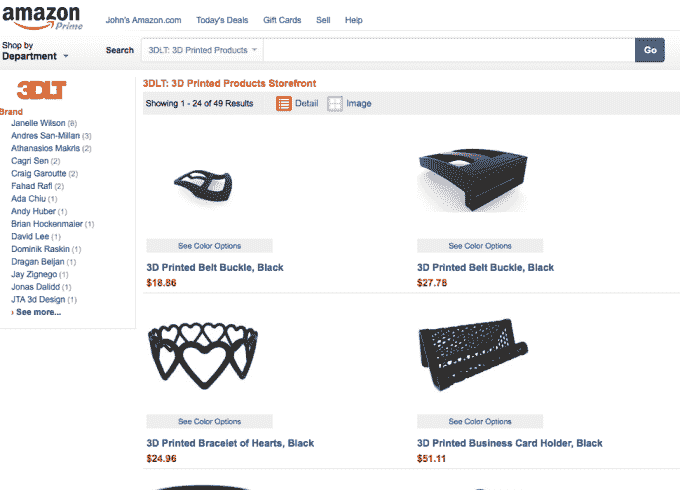 amazon
Prime
John's Amazon.com Today's Deals Gift Cards Sell Help
Shop by
Department
Search
3DLT: 3D Printed Products
Go
3DLT
Brand
Janelle Wilson (8)
Andres San-Millan (3)
Athanasios Makris (2)
Cagri Sen (2)
Craig Garoutte (2)
Fahad Rafi (2)
Ada Chiu (1)
Andy Huber (1)
Brian Hockenmaier (1)
David Lee (1)
Dominik Raskin (1)
Dragan Beljan (1)
Jay Zignego (1)
Jonas Dalidd (1)
JTA 3d Design (1)
› See more...
3DLT: 3D Printed Products Storefront
Showing 1 - 24 of 49 Results Detail Image
See Color Options
3D Printed Belt Buckle, Black
$18.86
See Color Options
3D Printed Belt Buckle, Black
$27.76
See Color Options
3D Printed Bracelet of Hearts, Black
$24.96
See Color Options
3D Printed Business Card Holder, Black
$51.11